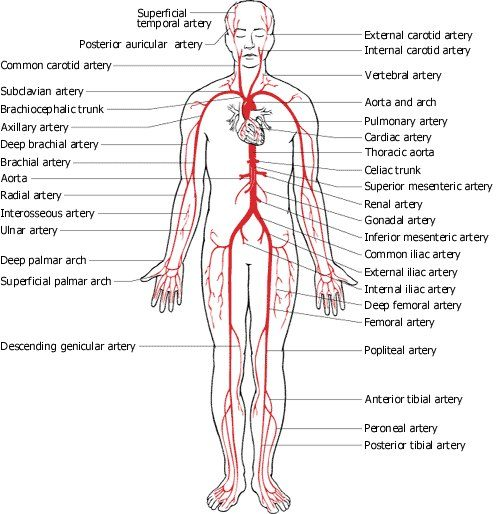 Superficial
temporal artery
Posterior auricular artery
Common carotid artery
Subclavian artery
Brachiocephalic trunk
Axillary artery
Deep brachial artery
Brachial artery
Aorta
Radial artery
Interosseous artery
Ulnar artery
Deep palmar arch
Superficial palmar arch
Descending genicular artery
External carotid artery
Internal carotid artery
Vertebral artery
Aorta and arch
Pulmonary artery
Cardiac artery
Thoracic aorta
Celiac trunk
Superior mesenteric artery
Renal artery
Gonadal artery
Inferior mesenteric artery
Common iliac artery
External iliac artery
Internal iliac artery
Deep femoral artery
Femoral artery
Popliteal artery
Anterior tibial artery
Peroneal artery
Posterior tibial artery